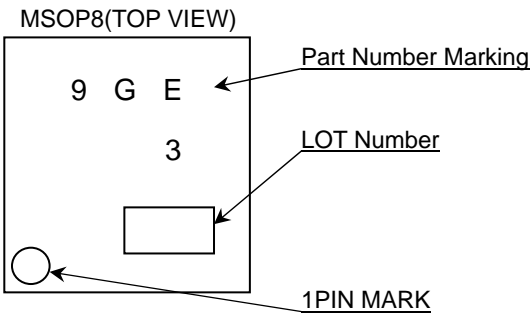 MSOP8(TOP VIEW)
Part Number Marking
9 G E
3
LOT Number
1PIN MARK